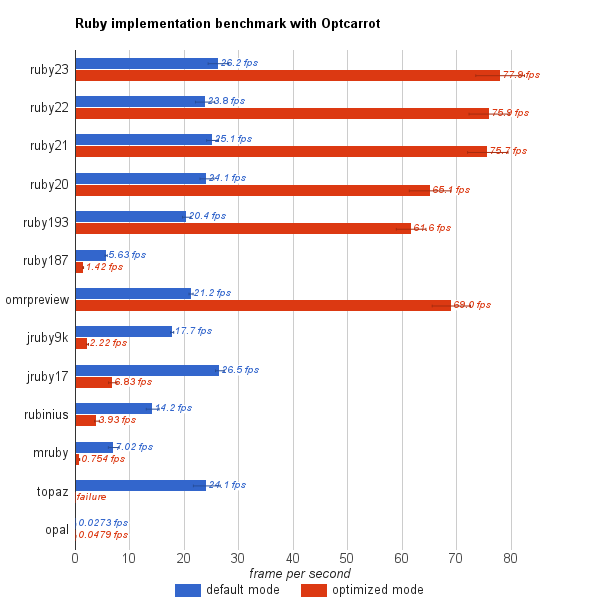 Ruby implementation benchmark with Optcarrot
ruby23
26.2 fps
77.9 fps
ruby22
23.8 fps
75.9 fps
ruby21
25.1 fps
75.7 fps
ruby20
24.1 fps
65.1 fps
ruby193
20.4 fps
61.6 fps
ruby187
5.63 fps
1.42 fps
omrpreview
21.2 fps
69.0 fps
jruby9k
17.7 fps
2.22 fps
jruby17
26.5 fps
6.83 fps
rubinius
14.2 fps
3.93 fps
mruby
7.02 fps
0.754 fps
topaz
24.1 fps
failure
opal
0.0273 fps
0.0479 fps
0 10 20 30 40 50 60 70 80
frame per second
default mode optimized mode